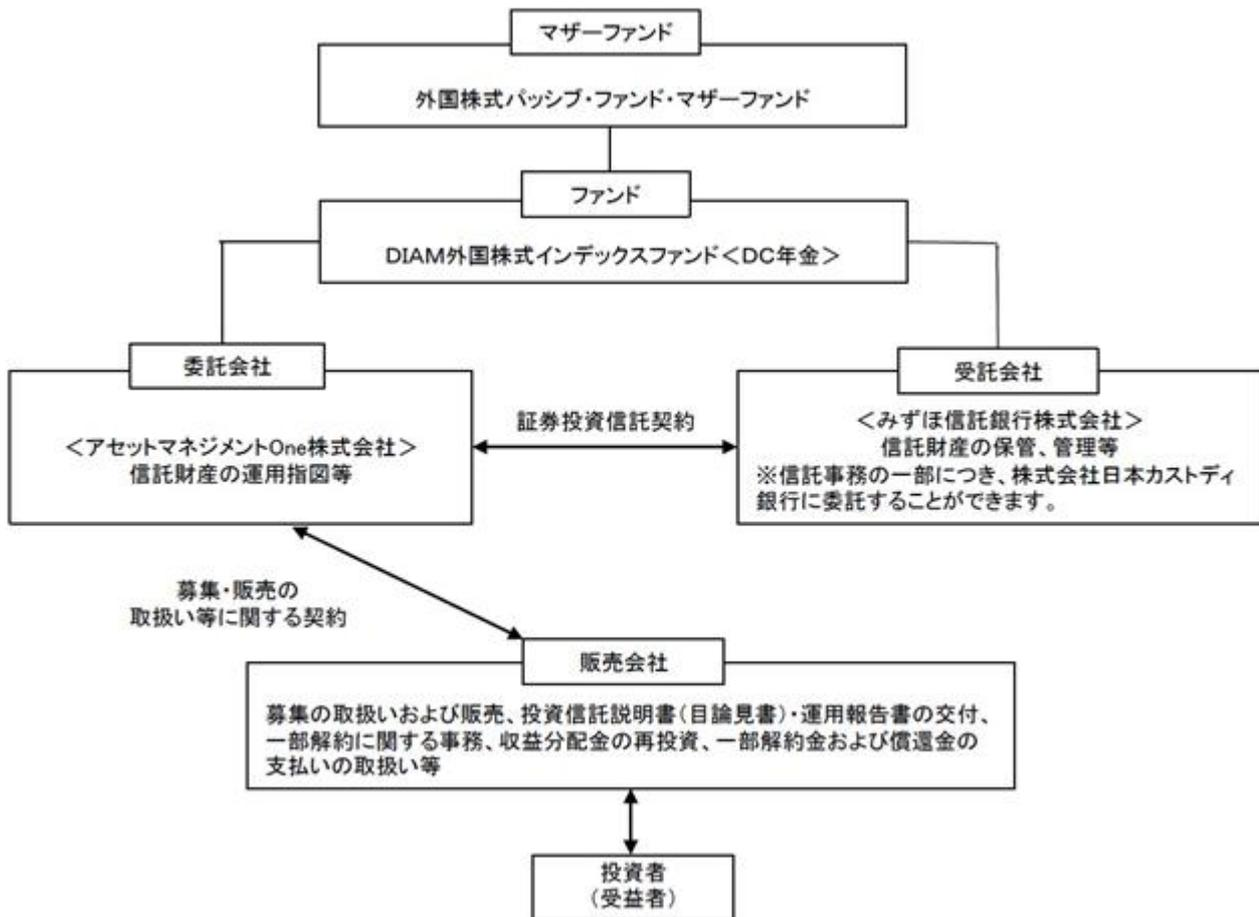 マザーファンド
外国株式パッシブ・ファンド・マザーファンド
ファンド
DIAM外国株式インデックスファンド<DC年金>
委託会社
<アセットマネジメントOne株式会社>
信託財産の運用指図等
証券投資信託契約
受託会社
<みずほ信託銀行株式会社>
信託財産の保管、管理等
※信託事務の一部につき、株式会社日本カストディ
銀行に委託することができます。
募集・販売の
取扱い等に関する契約
販売会社
募集の取扱いおよび販売、投資信託説明書(目論見書)・運用報告書の交付、
一部解約に関する事務、収益分配金の再投資、一部解約金および償還金の
支払いの取扱い等
投資者
(受益者)